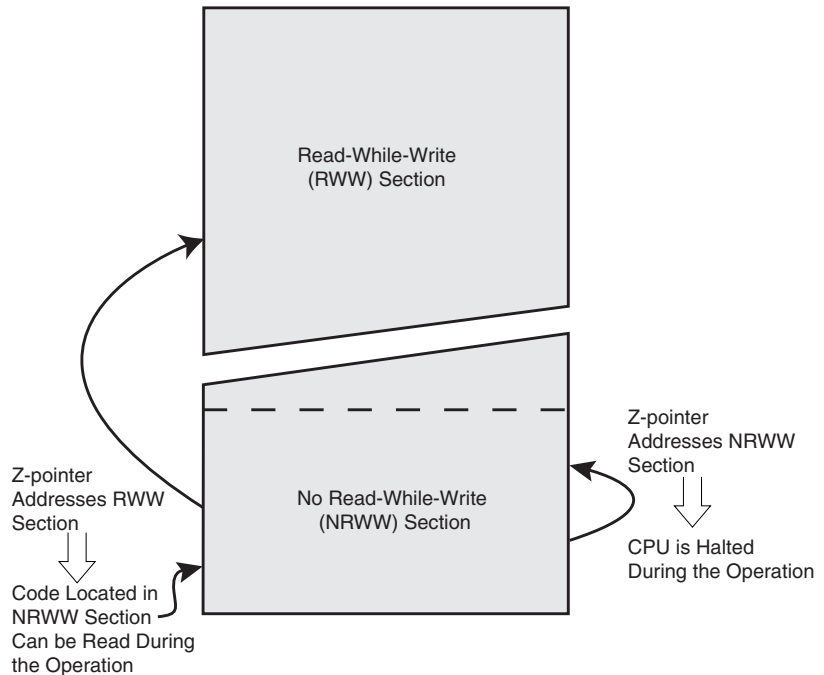 Read-While-Write
(RWW) Section
Z-pointer
Addresses NRWW
Section
Z-pointer
Addresses RWW
Section
No Read-While-Write
(NRWW) Section
CPU is Halted
During the Operation
Code Located in
NRWW Section
Can be Read During
the Operation